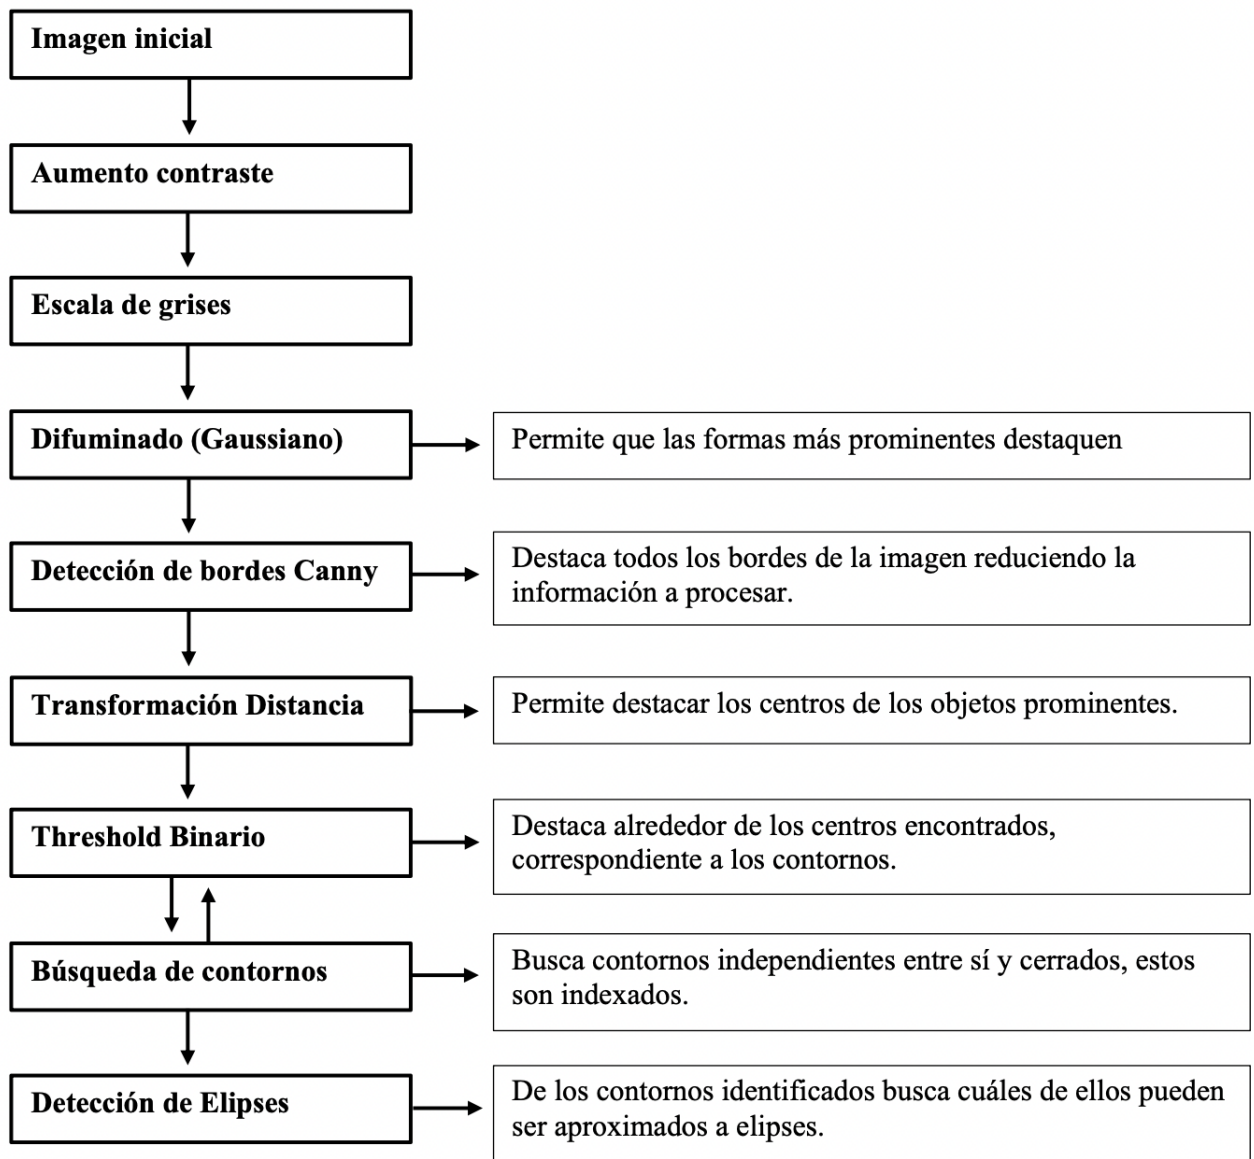 Imagen inicial
Aumento contraste
Escala de grises
Difuminado (Gaussiano)
Permite que las formas más prominentes destaquen
Detección de bordes Canny
Destaca todos los bordes de la imagen reduciendo la
información a procesar.
Transformación Distancia
Permite destacar los centros de los objetos prominentes.
Threshold Binario
Destaca alrededor de los centros encontrados,
correspondiente a los contornos.
Búsqueda de contornos
Busca contornos independientes entre sí y cerrados, estos
son indexados.
Detección de Elipses
De los contornos identificados busca cuáles de ellos pueden
ser aproximados a elipses.